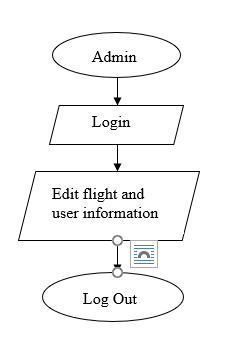 Admin
Login
Edit flight and
user information
Log Out